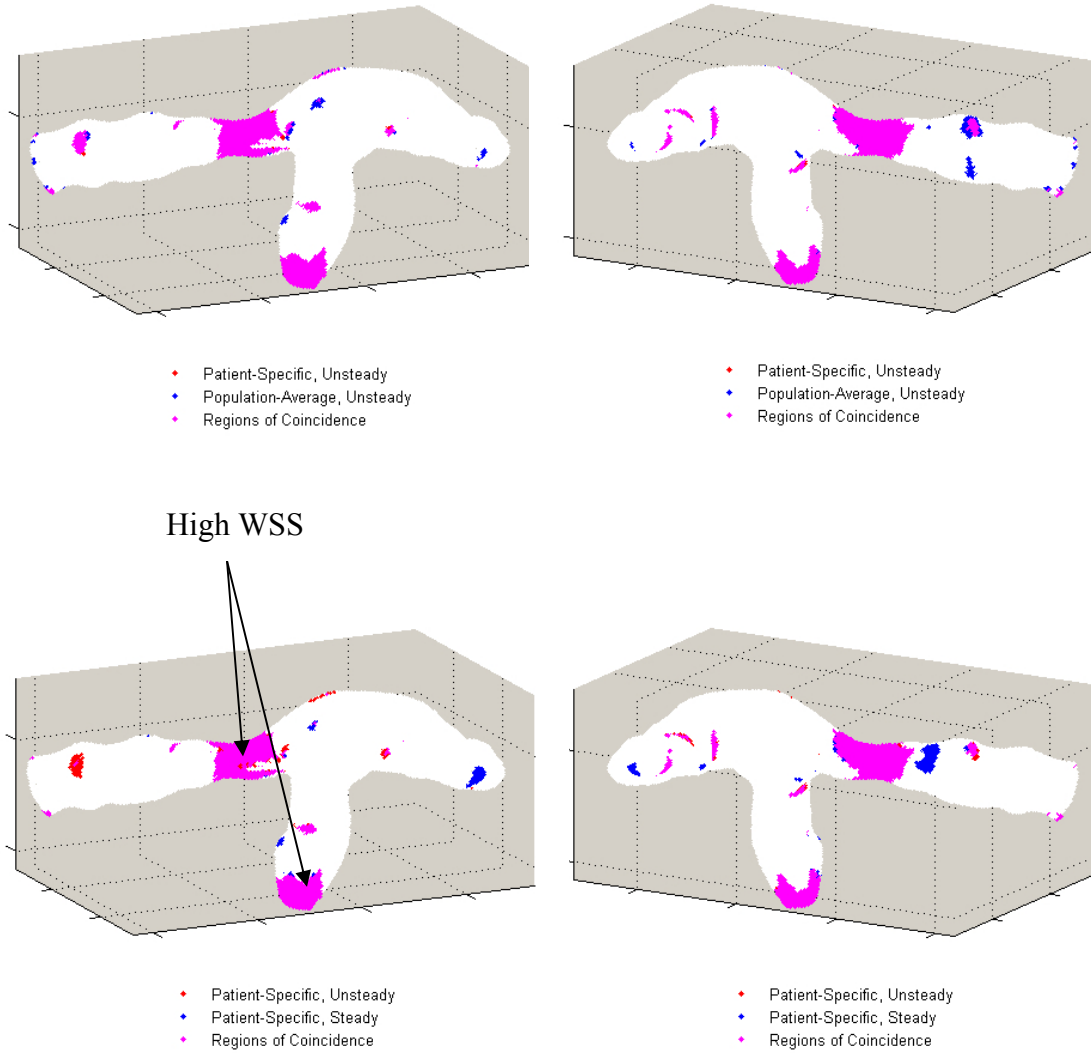 Patient-Specific, Unsteady
Population-Average, Unsteady
Regions of Coincidence
Patient-Specific, Unsteady
Population-Average, Unsteady
Regions of Coincidence
High WSS
Patient-Specific, Unsteady
Patient-Specific, Steady
Regions of Coincidence
Patient-Specific, Unsteady
Patient-Specific, Steady
Regions of Coincidence